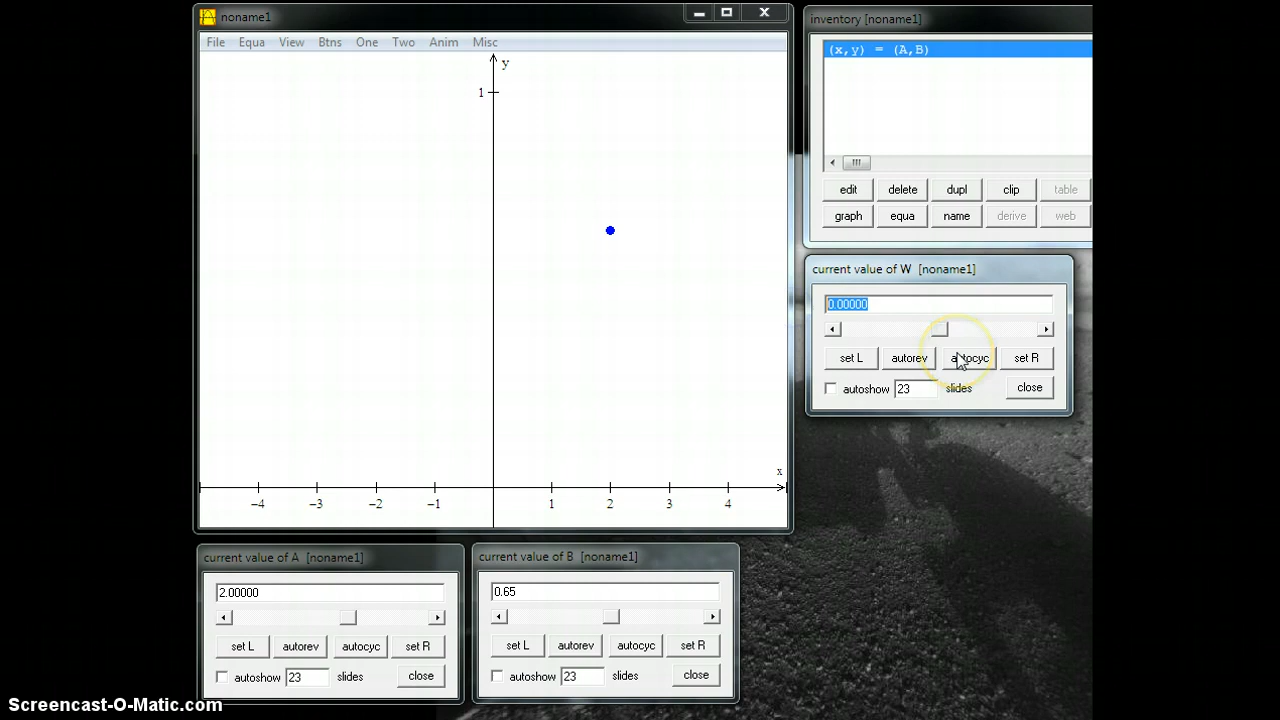 noname1
File Equa View Btns One Two Anim Misc
y
1
x
−4 −3 −2 −1 1 2 3 4
inventory [noname1]
(x,y) = (A,B)
edit delete dupl clip table
graph equa name derive web
current value of W [noname1]
0.00000
set L autorev autocyc set R
autoshow 23 slides close
current value of A [noname1]
2.00000
set L autorev autocyc set R
autoshow 23 slides close
current value of B [noname1]
0.65
set L autorev autocyc set R
autoshow 23 slides close
Screencast-O-Matic.com